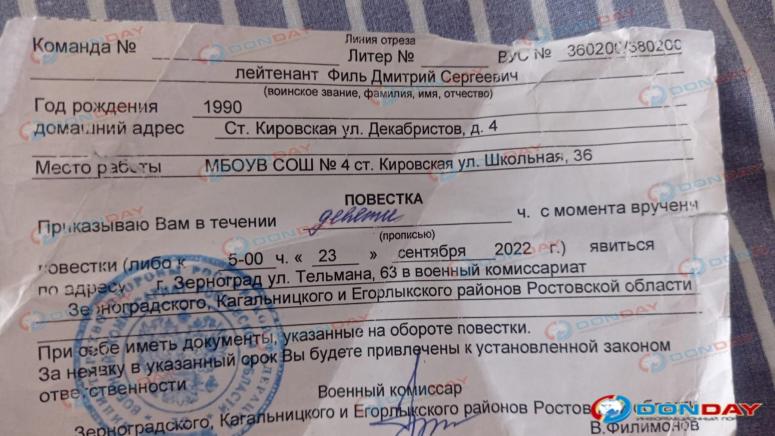 Линия отреза
Команда № Литер № ВУС №
лейтенант Филь Дмитрий Сергеевич
(воинское звание, фамилия, имя, отчество)
Год рождения 1990
домашний адрес Ст. Кировская ул. Декабристов, д. 4
Место работы МБОУВ СОШ № 4 ст. Кировская ул. Школьная, 36
ПОВЕСТКА
Приказываю Вам в течении девяти ч. с момента вручени
(прописью)
повестки (либо к 5-00 ч. « 23 » сентября 2022 г.) явиться
по адресу г. Зерноград ул. Тельмана, 63 в военный комиссариат
Зерноградского, Кагальницкого и Егорлыкского районов Ростовской области
При себе иметь документы, указанные на обороте повестки.
За неявку в указанный срок Вы будете привлечены к установленной законом
ответственности
Военный комиссар
Зерноградского, Кагальницкого и Егорлыкского районов Ростовской
В.Филимонов
DONDAY